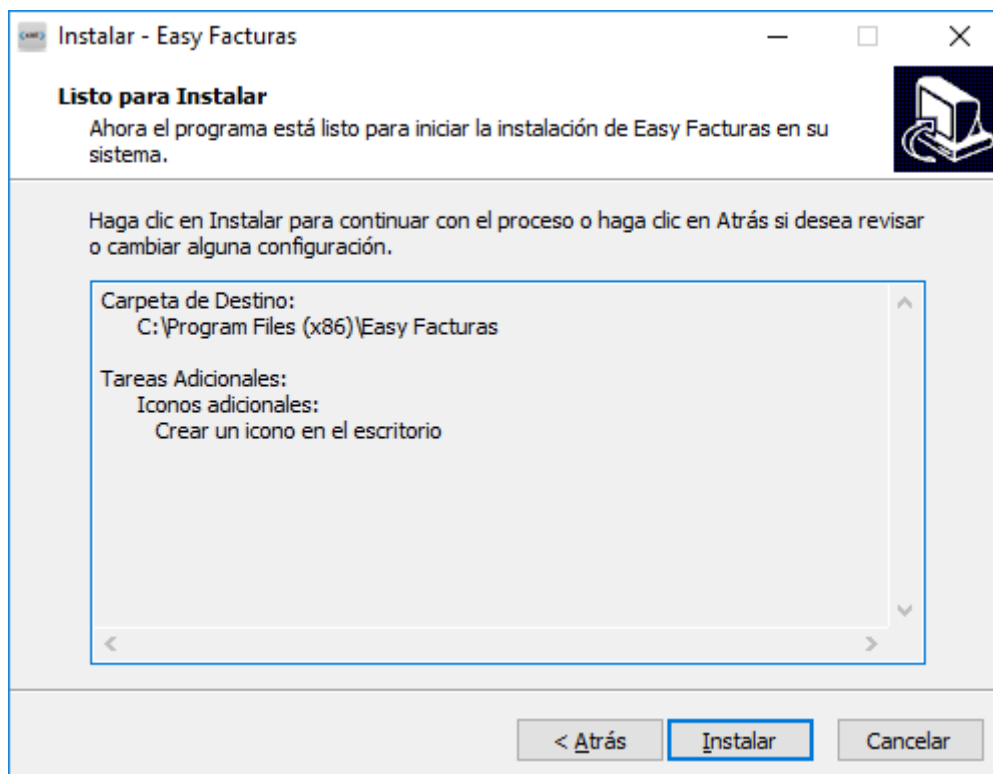 Instalar - Easy Facturas
Listo para Instalar
Ahora el programa está listo para iniciar la instalación de Easy Facturas en su
sistema.
Haga clic en Instalar para continuar con el proceso o haga clic en Atrás si desea revisar
o cambiar alguna configuración.
Carpeta de Destino:
C:\Program Files (x86)\Easy Facturas
Tareas Adicionales:
Iconos adicionales:
Crear un icono en el escritorio
< Atrás
Instalar
Cancelar